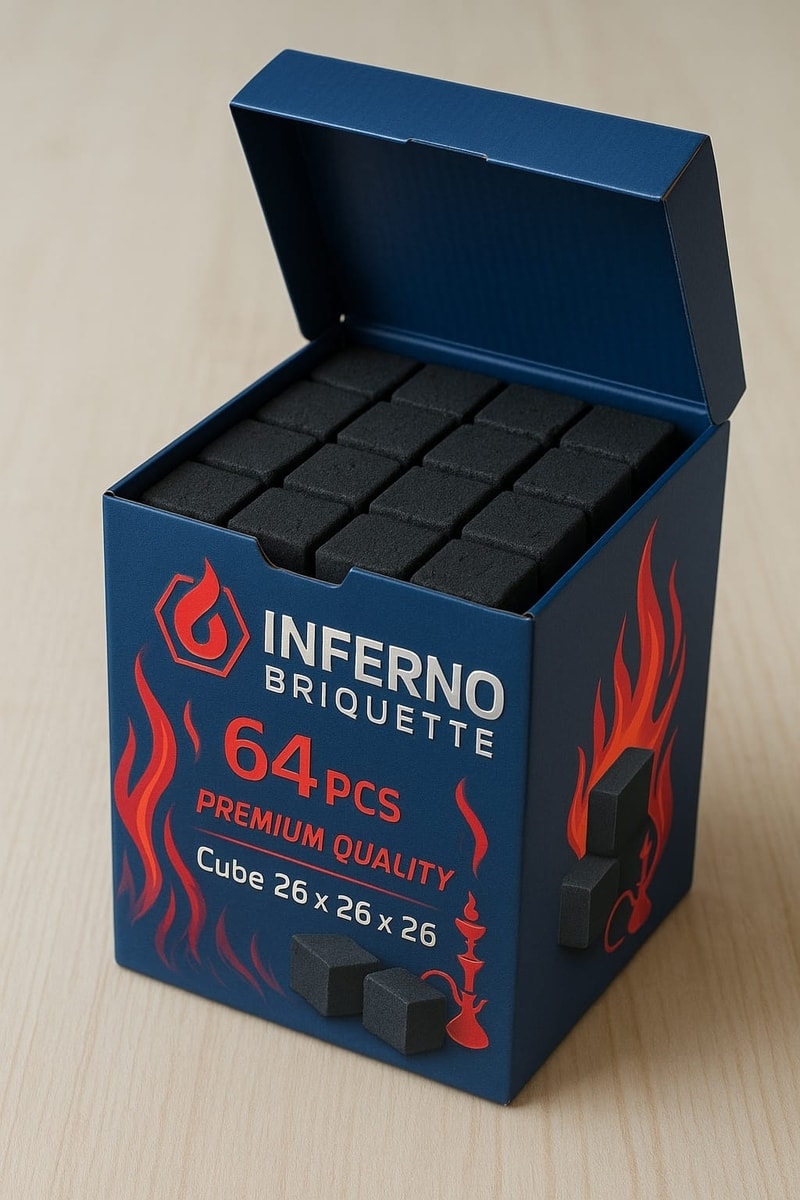 INFERNO
BRIQUETTE
64 PCS
PREMIUM QUALITY
Cube 26 x 26 x 26